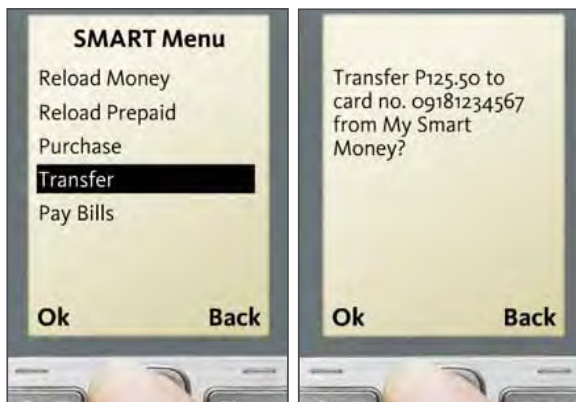 SMART Menu
Reload Money
Reload Prepaid
Purchase
Transfer
Pay Bills
Ok Back
Transfer P125.50 to
card no. 09181234567
from My Smart
Money?
Ok Back